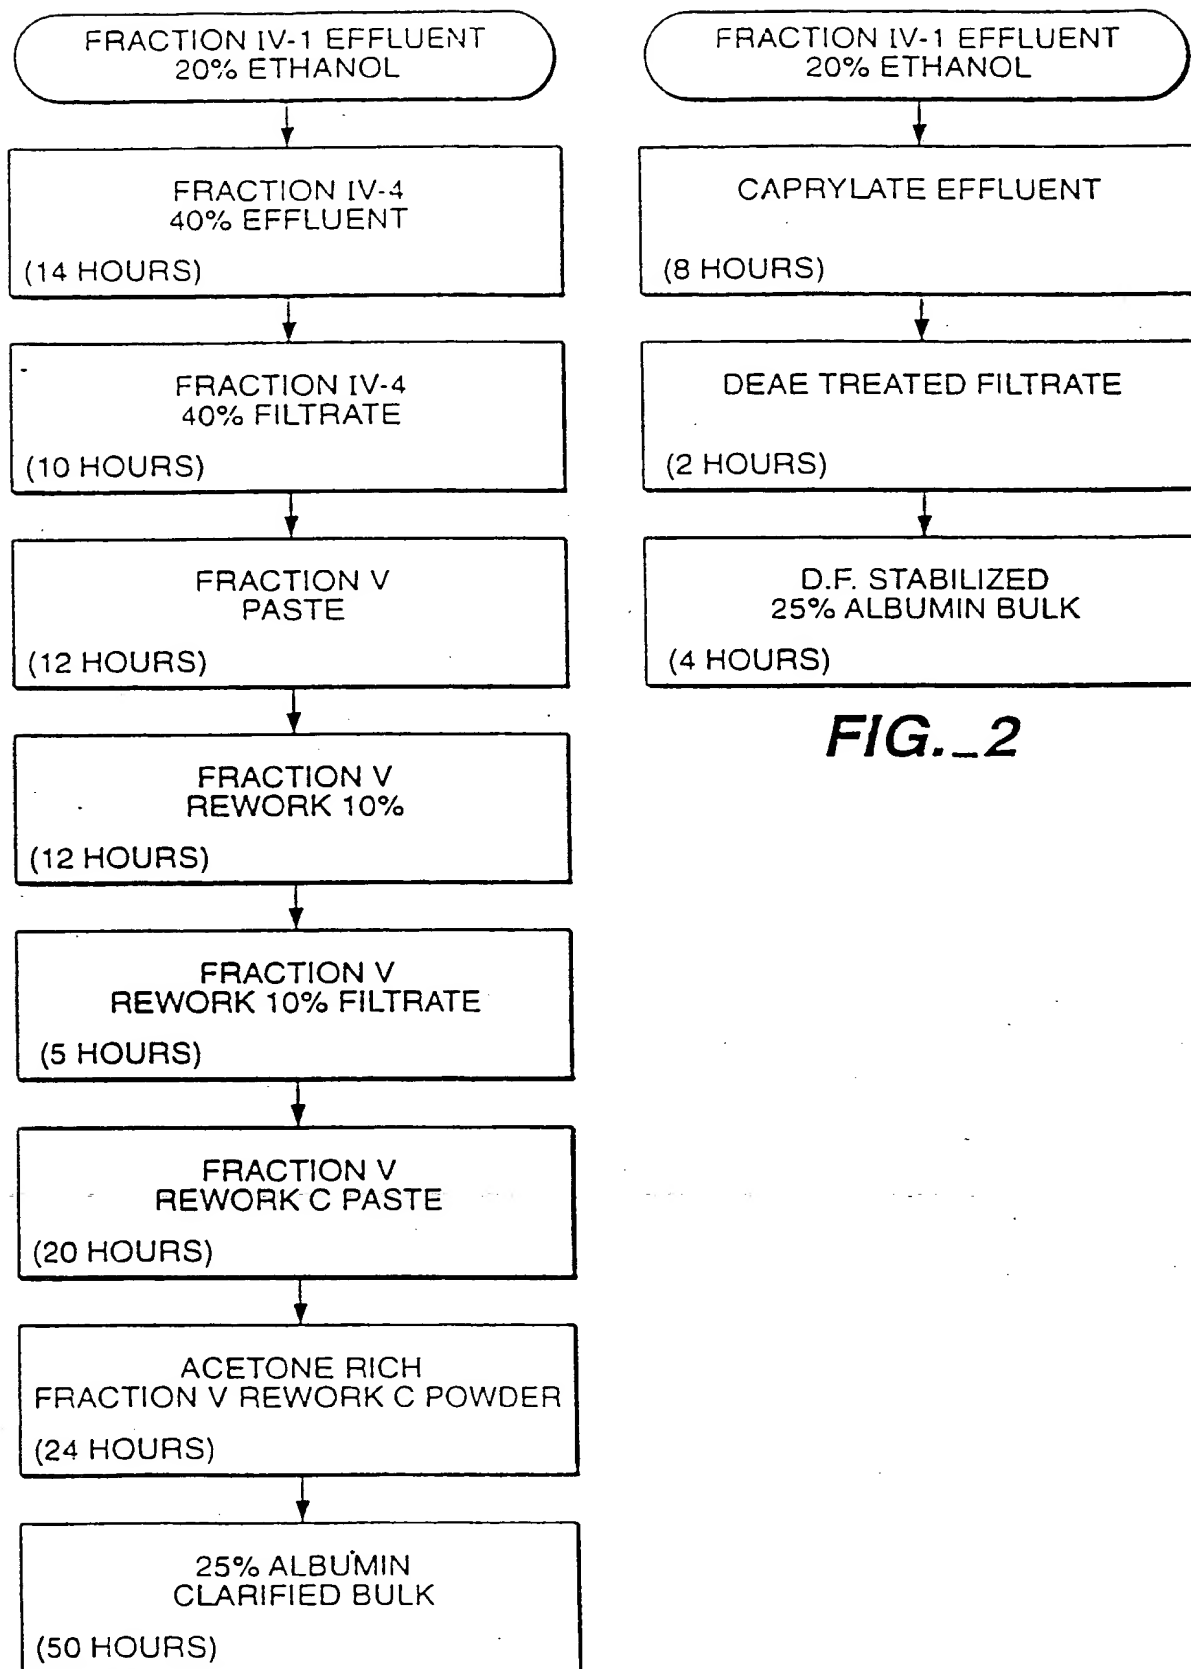 FRACTION IV-1 EFFLUENT
20% ETHANOL
FRACTION IV-4
40% EFFLUENT
(14 HOURS)
FRACTION IV-4
40% FILTRATE
(10 HOURS)
FRACTION V
PASTE
(12 HOURS)
FRACTION V
REWORK 10%
(12 HOURS)
FRACTION V
REWORK 10% FILTRATE
(5 HOURS)
FRACTION V
REWORK C PASTE
(20 HOURS)
ACETONE RICH
FRACTION V REWORK C POWDER
(24 HOURS)
25% ALBUMIN
CLARIFIED BULK
(50 HOURS)
FRACTION IV-1 EFFLUENT
20% ETHANOL
CAPRYLATE EFFLUENT
(8 HOURS)
DEAE TREATED FILTRATE
(2 HOURS)
D.F. STABILIZED
25% ALBUMIN BULK
(4 HOURS)
FIG._2